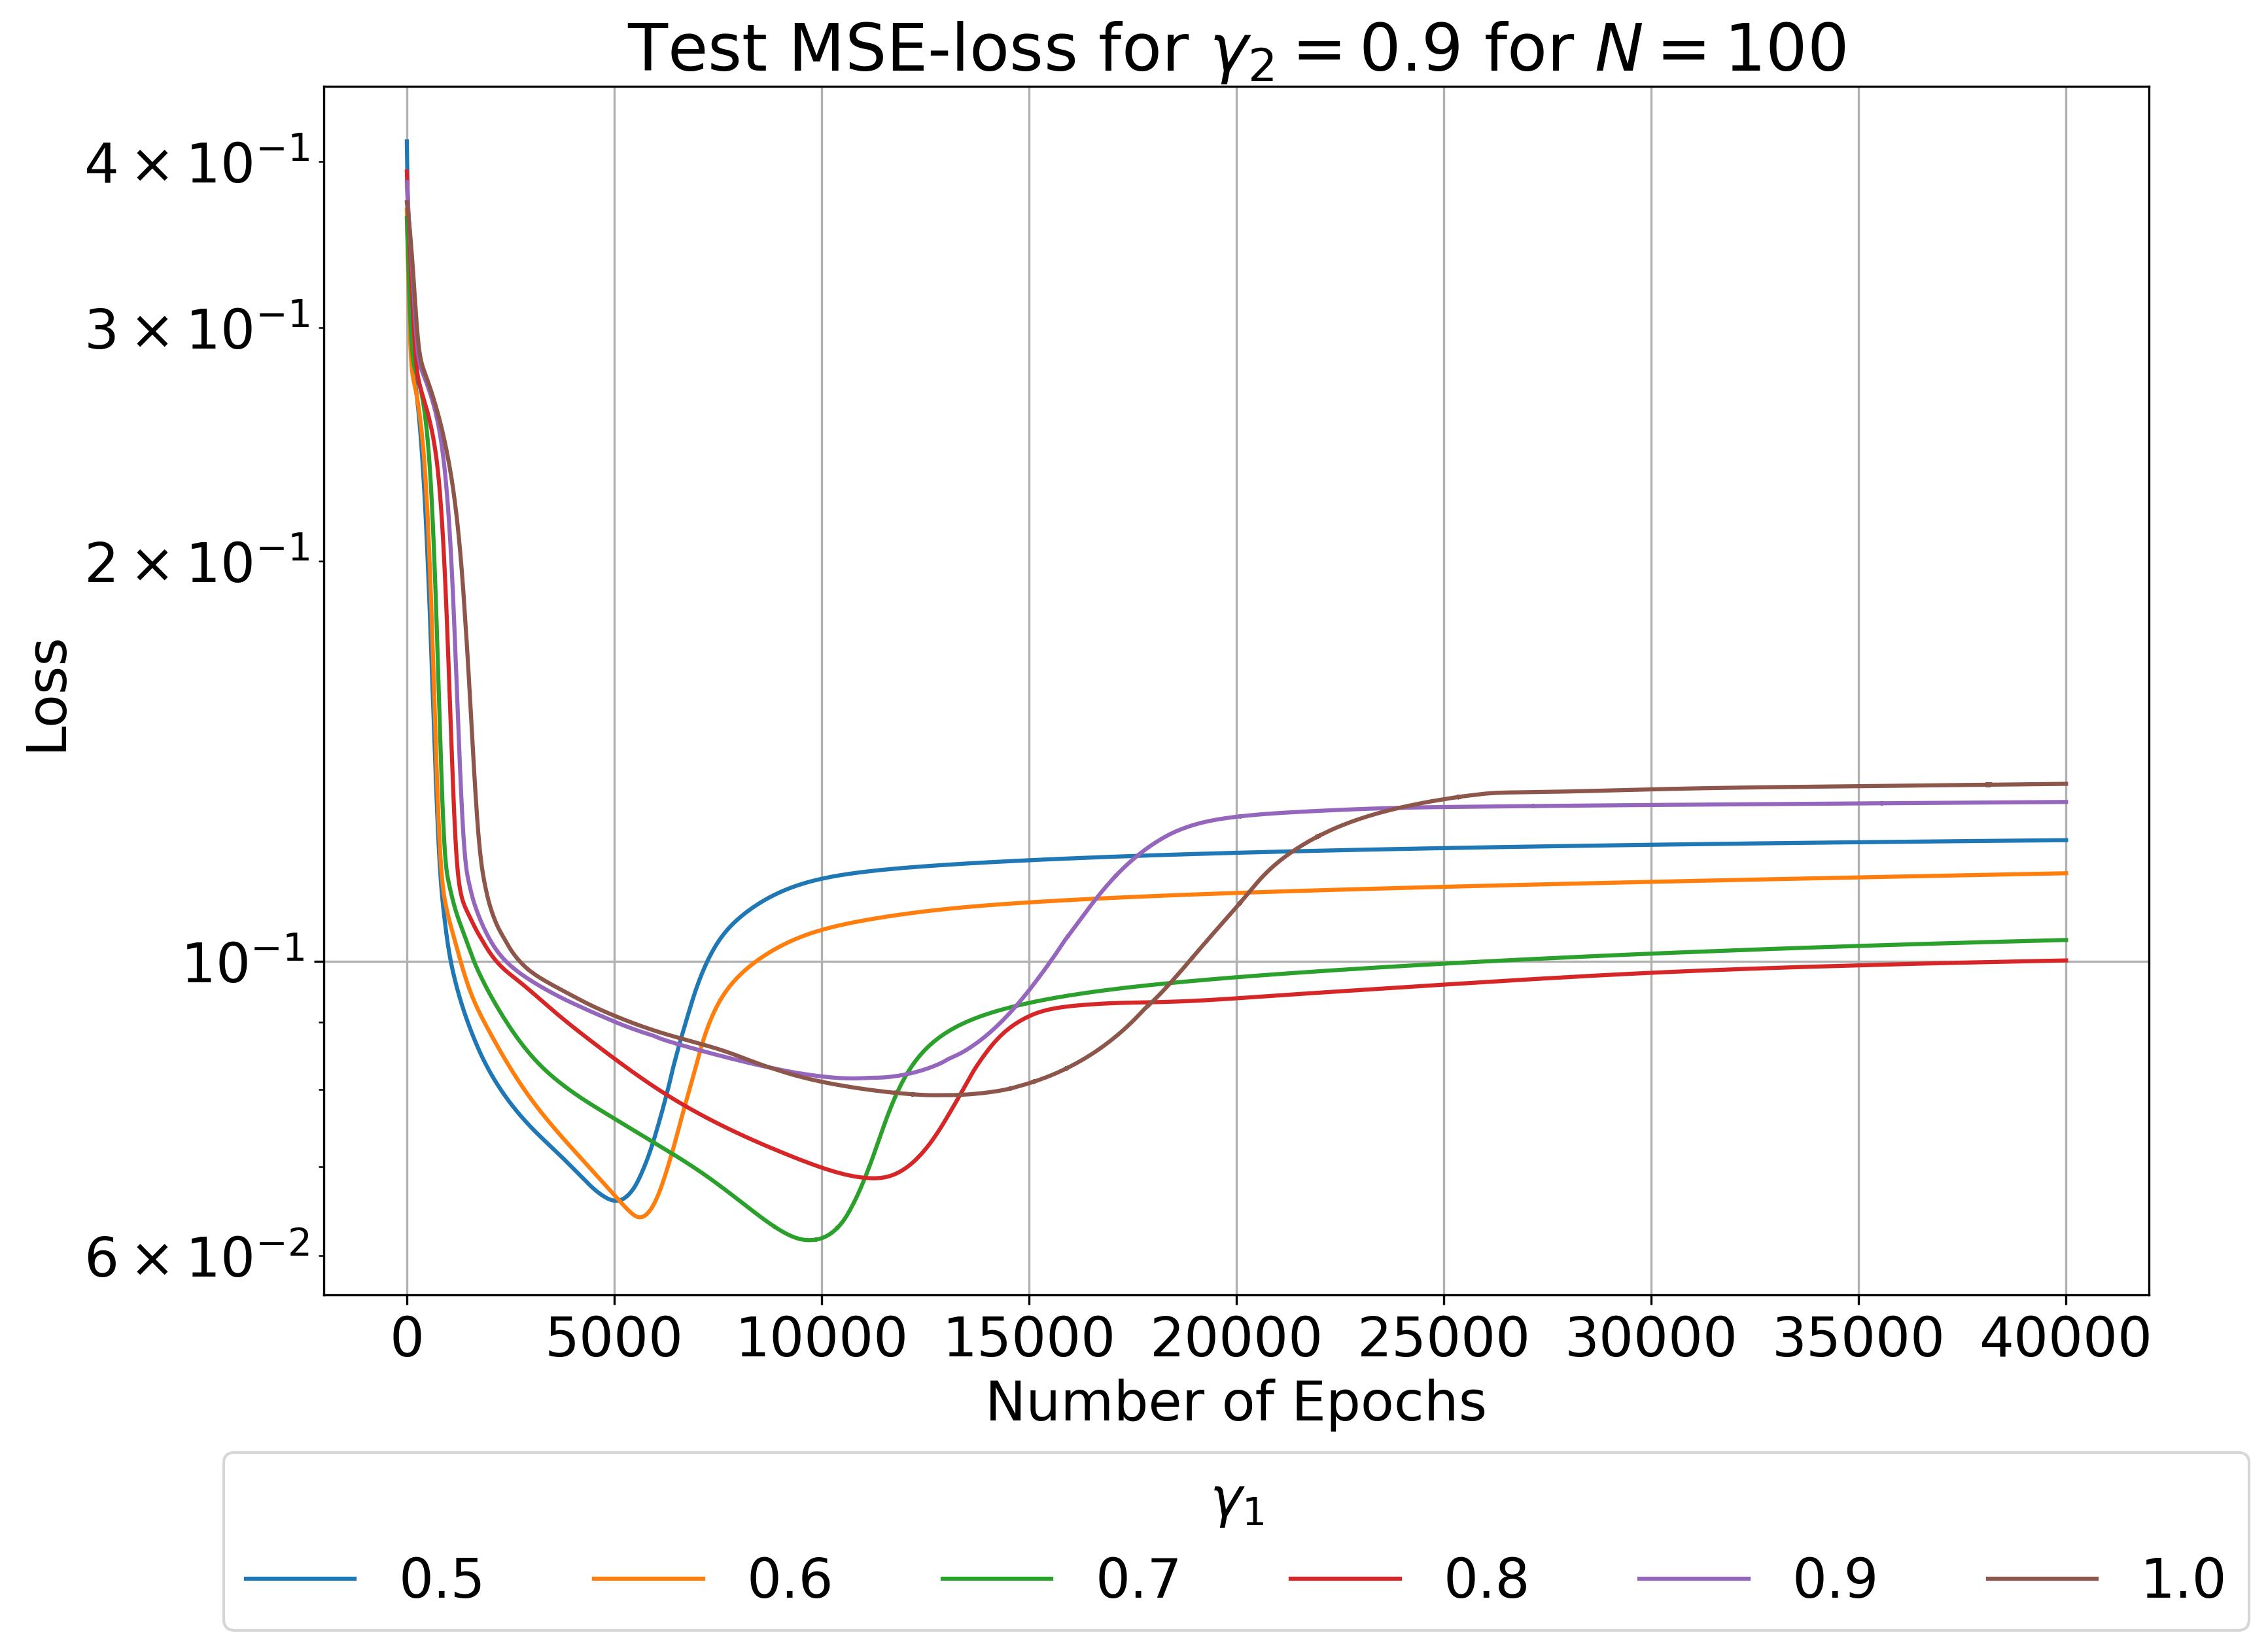 Test MSE-loss for γ₂ = 0.9 for N = 100
4 × 10⁻¹
3 × 10⁻¹
2 × 10⁻¹
10⁻¹
6 × 10⁻²
Loss
0 5000 10000 15000 20000 25000 30000 35000 40000
Number of Epochs
γ₁
0.5 0.6 0.7 0.8 0.9 1.0